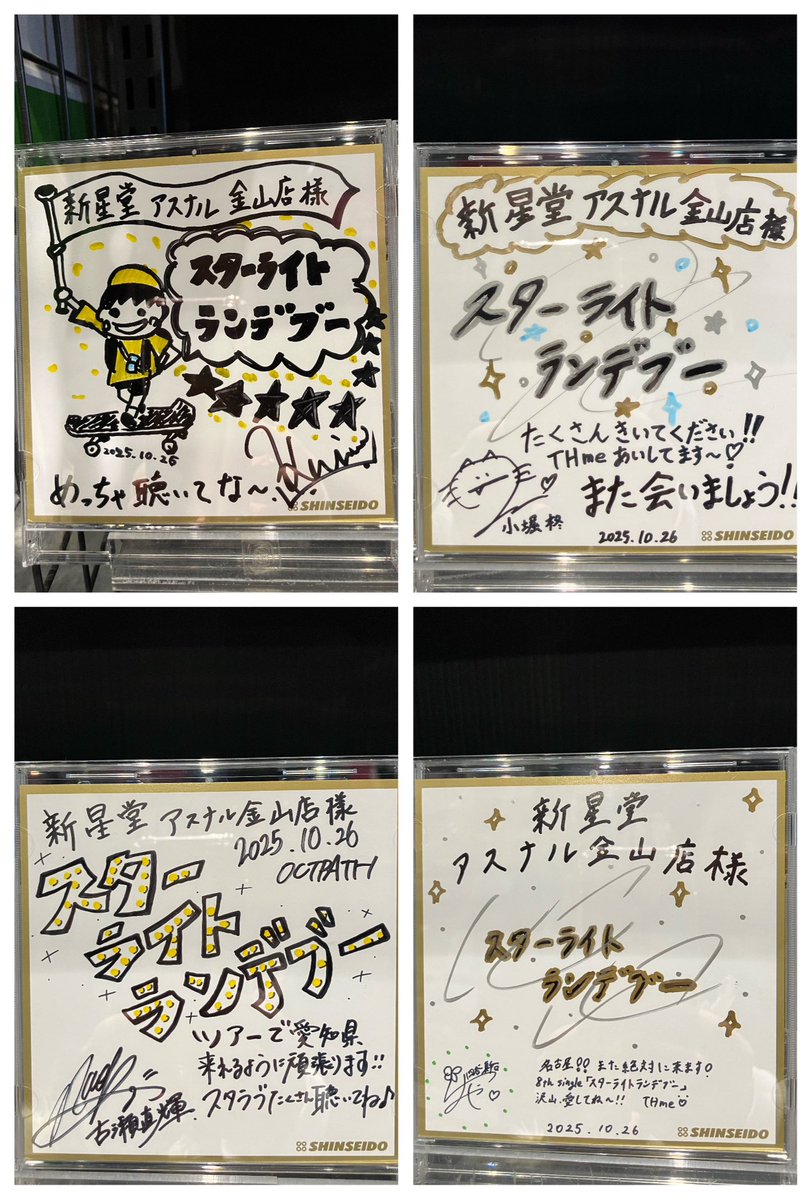 新星堂 アスナル 金山店様
スターライト
ランデブー
2025.10.26
めっちゃ聴いてな〜
SHINSEIDO
新星堂 アスナル 金山店様
スターライト
ランデブー
たくさんきいてください!!
THmeあいしてます〜♡
また会いましょう!!
小堀柊
2025.10.26
SHINSEIDO
新星堂 アスナル金山店様
2025.10.26
OCTPATH
スター
ライト
ランデブー
ツアーで愛知県
来れるように頑張ります!!
スタラブたくさん聴いてね♪
古瀬直輝
SHINSEIDO
新星堂
アスナル金山店様
スターライト
ランデブー
名古屋!! また絶対に来ます!
8th single「スターライトランデブー」
沢山、愛してね〜!! THme
2025.10.26
SHINSEIDO